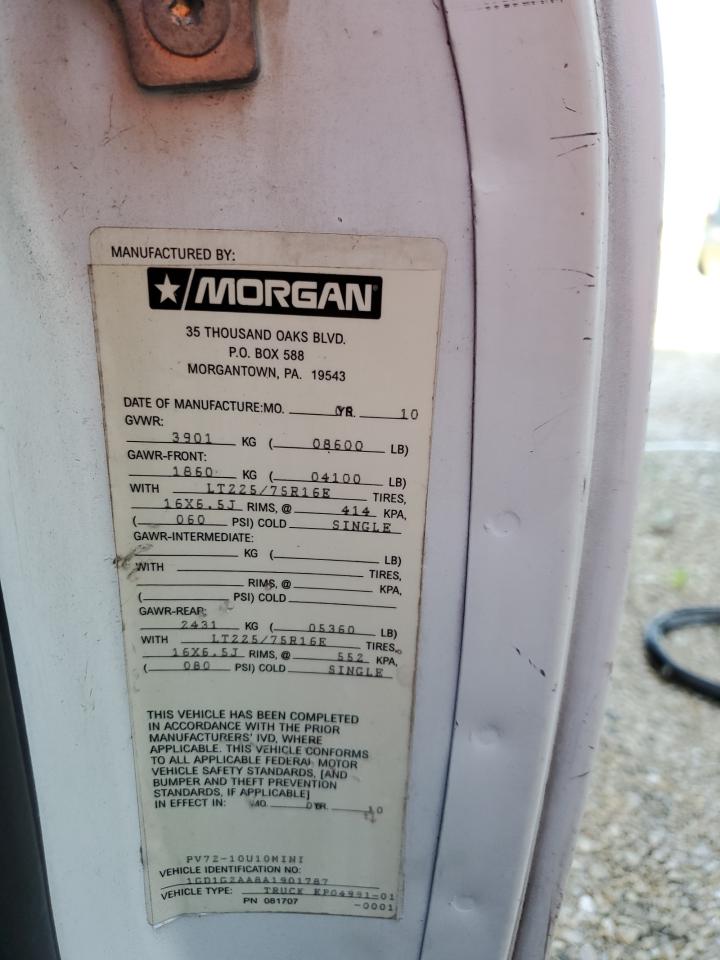 MANUFACTURED BY:
MORGAN
35 THOUSAND OAKS BLVD.
P.O. BOX 588
MORGANTOWN, PA. 19543
DATE OF MANUFACTURE:MO. YR. 10
GVWR:
3901 KG ( 08600 LB)
GAWR-FRONT:
1860 KG ( 04100 LB)
WITH LT225/75R16E TIRES,
16X6.5J RIMS, @ 414 KPA,
( 060 PSI) COLD SINGLE
GAWR-INTERMEDIATE:
KG ( LB)
WITH TIRES,
RIMS, @ KPA,
( PSI) COLD
GAWR-REAR:
2431 KG ( 05360 LB)
WITH LT225/75R16E TIRES,
16X6.5J RIMS, @ 552 KPA,
( 080 PSI) COLD SINGLE
THIS VEHICLE HAS BEEN COMPLETED
IN ACCORDANCE WITH THE PRIOR
MANUFACTURERS' IVD, WHERE
APPLICABLE. THIS VEHICLE CONFORMS
TO ALL APPLICABLE FEDERAL MOTOR
VEHICLE SAFETY STANDARDS, [AND
BUMPER AND THEFT PREVENTION
STANDARDS, IF APPLICABLE]
IN EFFECT IN: MO. YR. 10
PV72-10U10MINI
VEHICLE IDENTIFICATION NO:
1GD1G2AA8A1901787
VEHICLE TYPE: TRUCK KP04991-01
PN 081707 -0001